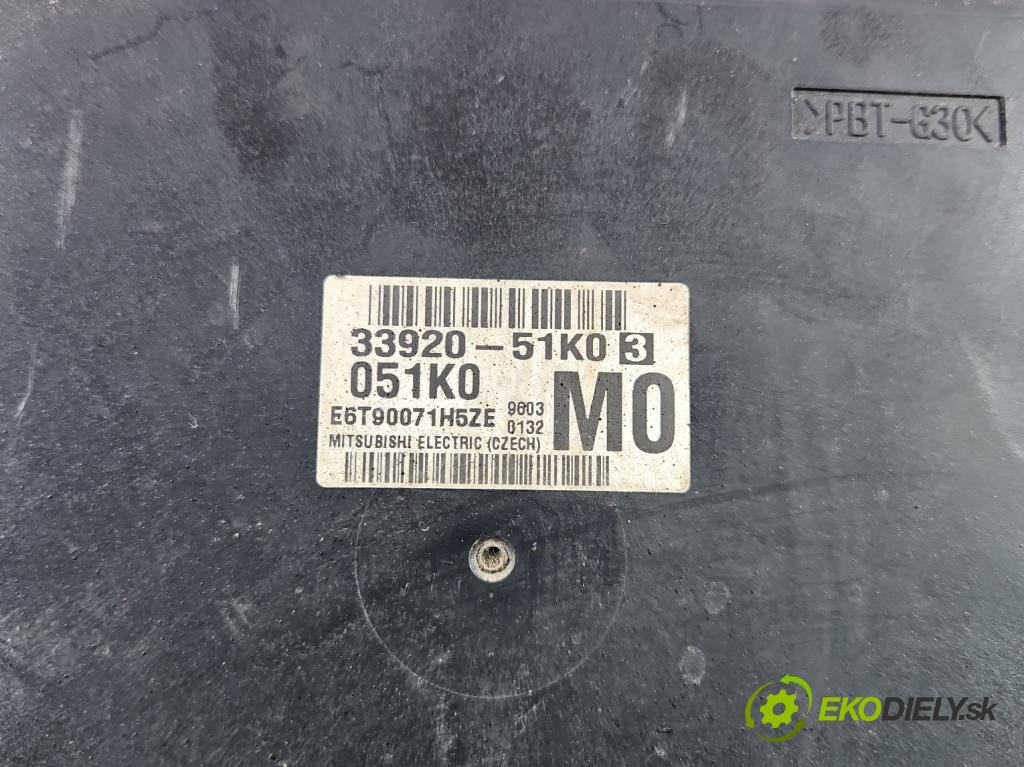 >PBT-G30<
33920-51K0 3
051K0
E6T90071H5ZE 9603
0132
M0
MITSUBISHI ELECTRIC (CZECH)
EKODIELY.sk